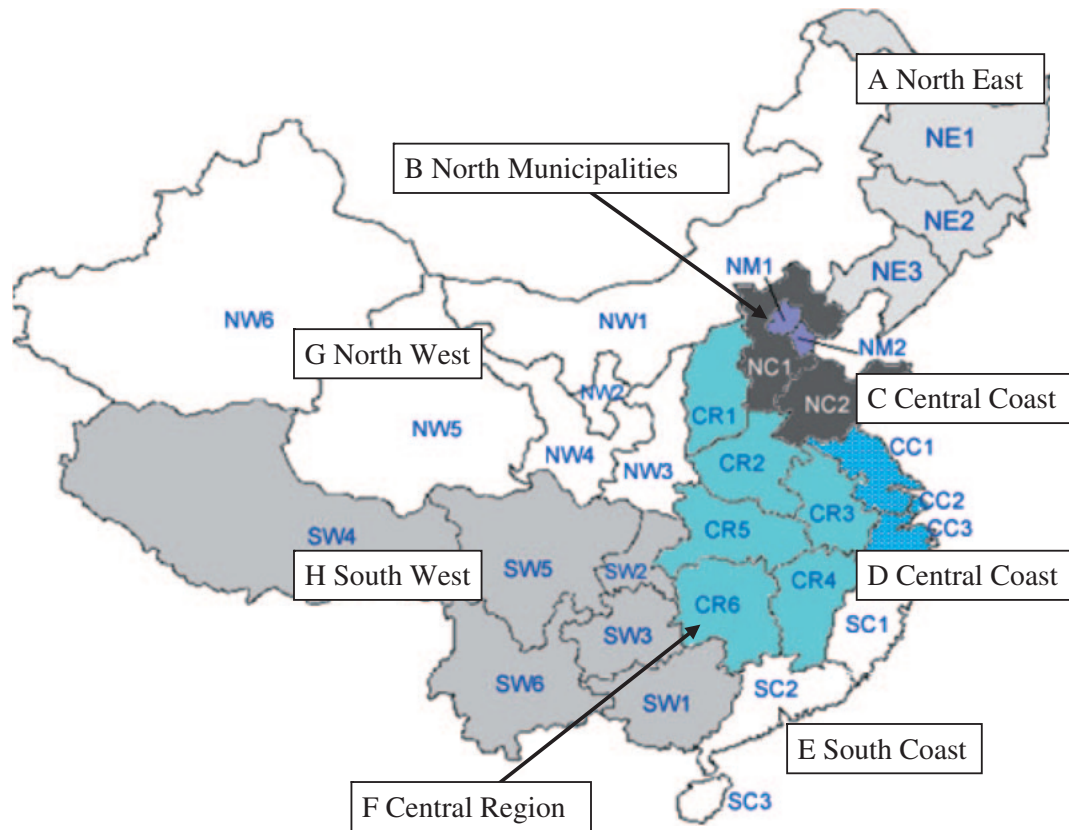 A North East
NE1
B North Municipalities
NE2
NE3
NM1
NW6
NW1
G North West
NM2
NC1
NW2
C Central Coast
NC2
CR1
NW5
CC1
NW4
CR2
NW3
CC2
CR3
CC3
SW4
CR5
H South West
SW5
SW2
CR4
D Central Coast
CR6
SC1
SW3
SW6
SC2
SW1
E South Coast
F Central Region
SC3